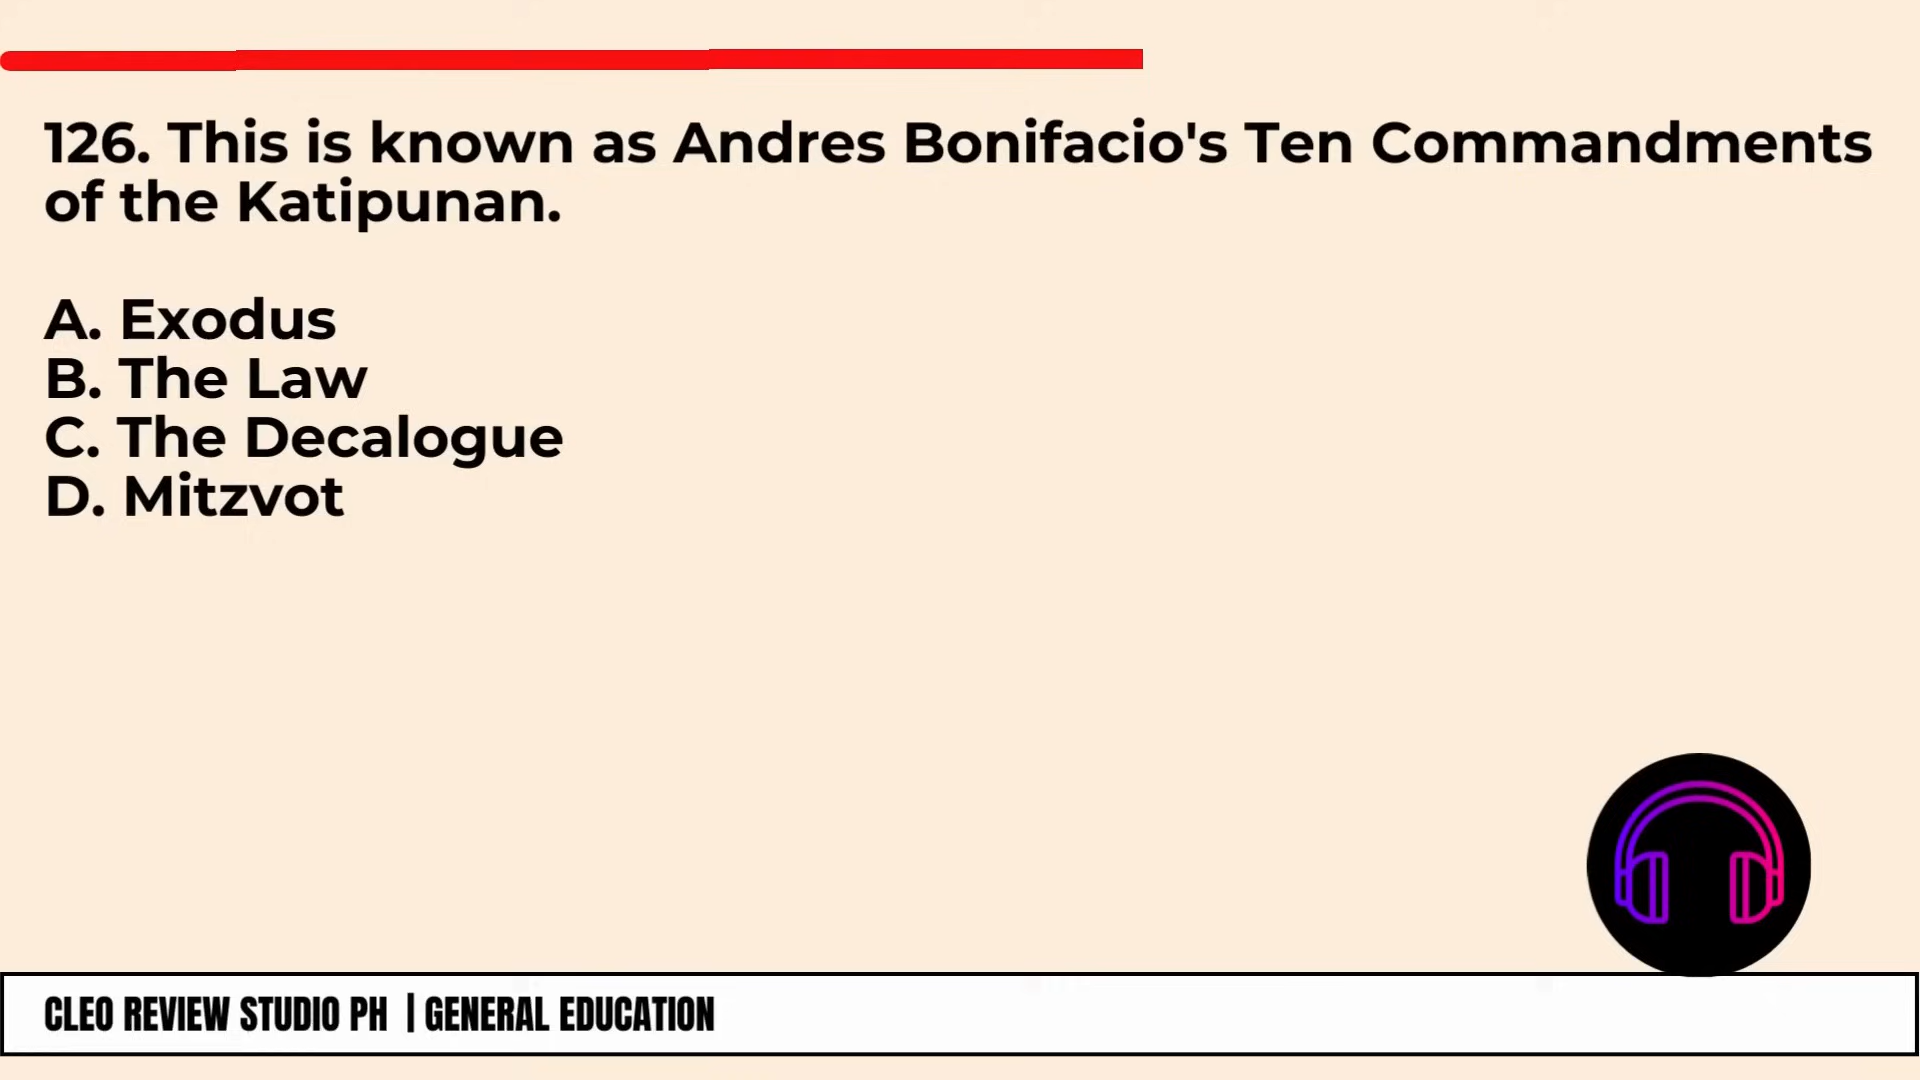 126. This is known as Andres Bonifacio's Ten Commandments
of the Katipunan.
A. Exodus
B. The Law
C. The Decalogue
D. Mitzvot
CLEO REVIEW STUDIO PH | GENERAL EDUCATION